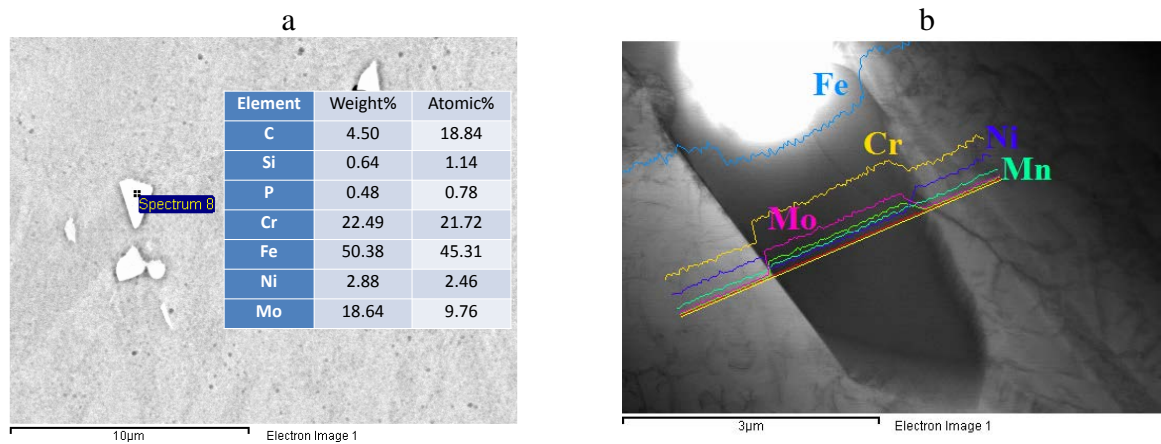 a
Element Weight% Atomic%
C 4.50 18.84
Si 0.64 1.14
P 0.48 0.78
Cr 22.49 21.72
Fe 50.38 45.31
Ni 2.88 2.46
Mo 18.64 9.76
Spectrum 8
10µm Electron Image 1
b
Fe
Cr
Ni
Mn
Mo
3µm Electron Image 1